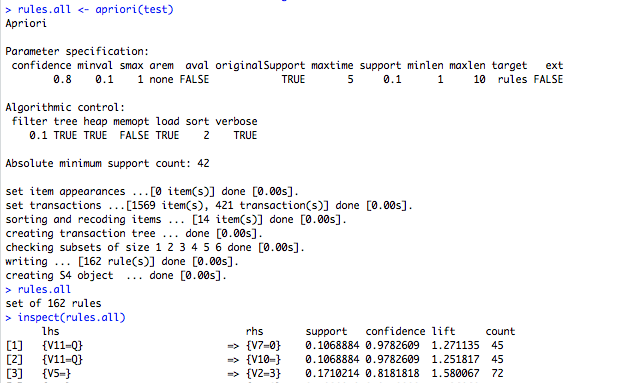 > rules.all <- apriori(test)
Apriori
Parameter specification:
confidence minval smax arem aval originalSupport maxtime support minlen maxlen target ext
0.8 0.1 1 none FALSE TRUE 5 0.1 1 10 rules FALSE
Algorithmic control:
filter tree heap memopt load sort verbose
0.1 TRUE TRUE FALSE TRUE 2 TRUE
Absolute minimum support count: 42
set item appearances ...[0 item(s)] done [0.00s].
set transactions ...[1569 item(s), 421 transaction(s)] done [0.00s].
sorting and recoding items ... [14 item(s)] done [0.00s].
creating transaction tree ... done [0.00s].
checking subsets of size 1 2 3 4 5 6 done [0.00s].
writing ... [162 rule(s)] done [0.00s].
creating S4 object ... done [0.00s].
> rules.all
set of 162 rules
> inspect(rules.all)
lhs rhs support confidence lift count
[1] {V11=Q} => {V7=0} 0.1068884 0.9782609 1.271135 45
[2] {V11=Q} => {V10=} 0.1068884 0.9782609 1.251817 45
[3] {V5=} => {V2=3} 0.1710214 0.8181818 1.580067 72